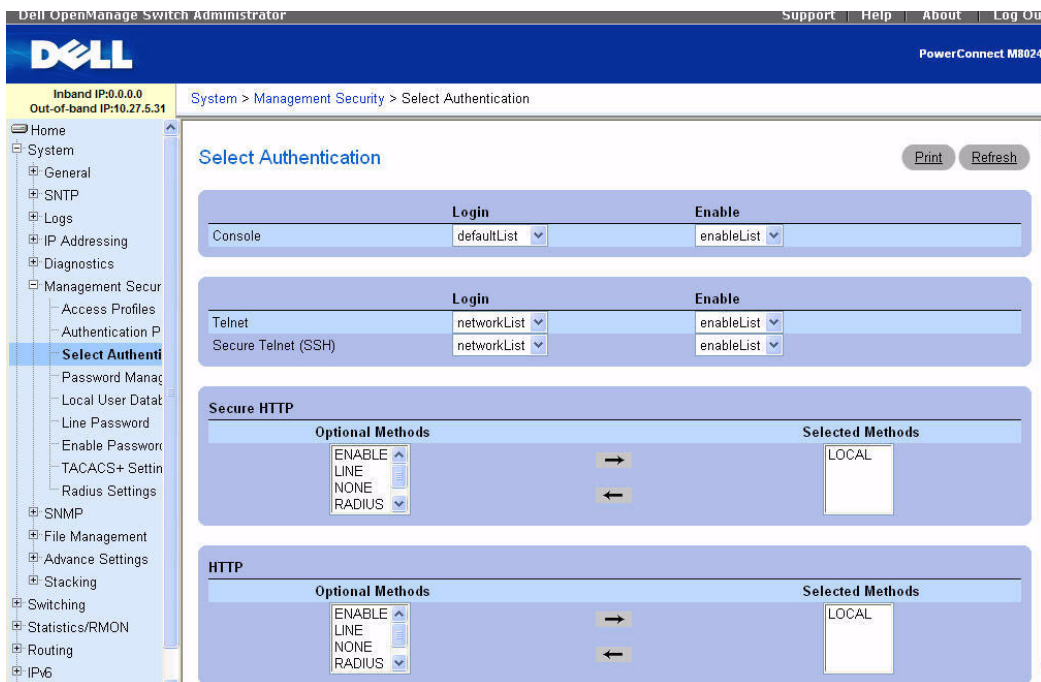 Dell OpenManage Switch Administrator
Support | Help | About | Log Ou
DELL
PowerConnect M8024
Inband IP:0.0.0.0
Out-of-band IP:10.27.5.31
System > Management Security > Select Authentication
Home
System
General
SNTP
Logs
IP Addressing
Diagnostics
Management Secur
Access Profiles
Authentication P
Select Authenti
Password Manag
Local User Datab
Line Password
Enable Password
TACACS+ Settin
Radius Settings
SNMP
File Management
Advance Settings
Stacking
Switching
Statistics/RMON
Routing
IPv6
Select Authentication
Print Refresh
Login Enable
Console defaultList enableList
Login Enable
Telnet networkList enableList
Secure Telnet (SSH) networkList enableList
Secure HTTP
Optional Methods Selected Methods
ENABLE LOCAL
LINE
NONE
RADIUS
HTTP
Optional Methods Selected Methods
ENABLE LOCAL
LINE
NONE
RADIUS